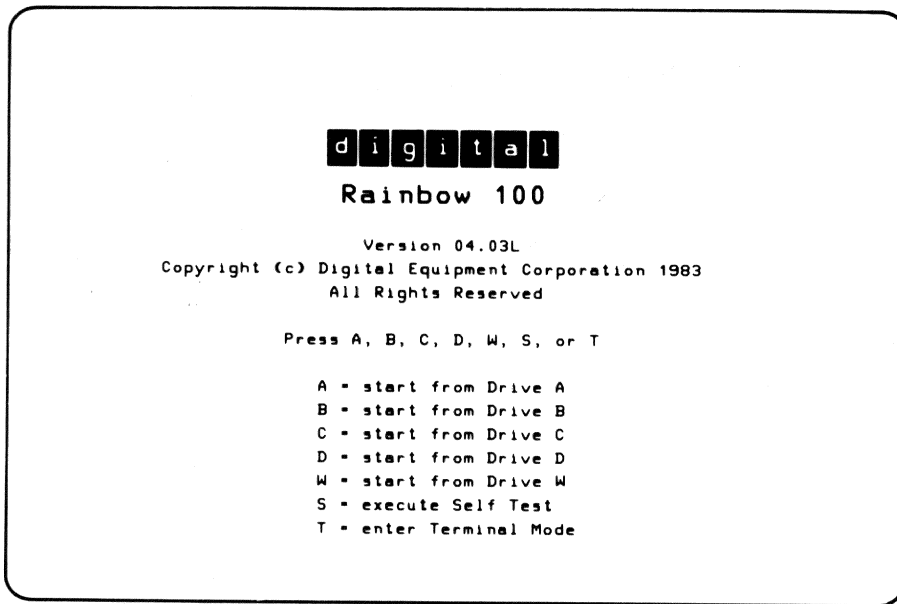 digital
Rainbow 100
Version 04.03L
Copyright (c) Digital Equipment Corporation 1983
All Rights Reserved
Press A, B, C, D, W, S, or T
A - start from Drive A
B - start from Drive B
C - start from Drive C
D - start from Drive D
W - start from Drive W
S - execute Self Test
T - enter Terminal Mode